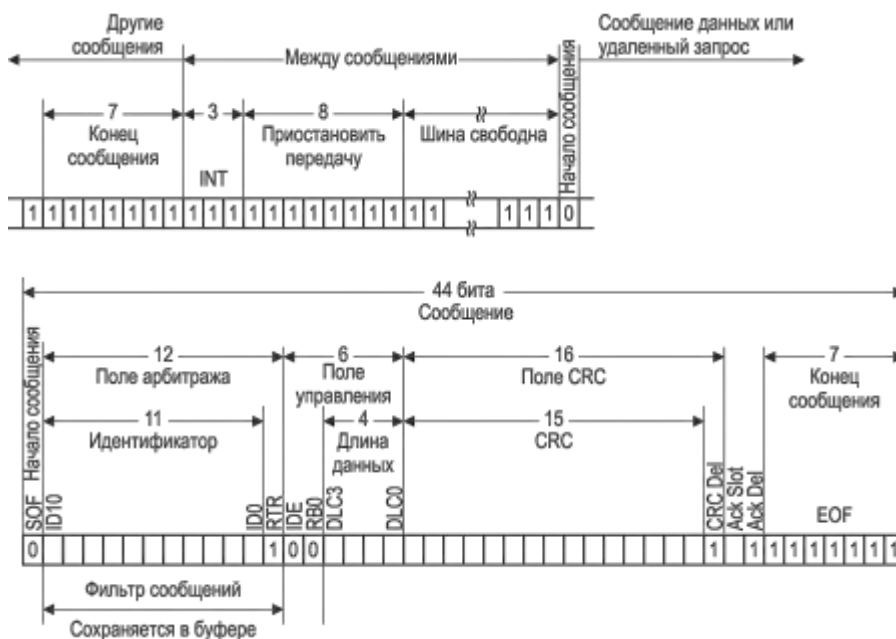 Другие сообщения
Между сообщениями
Начало сообщения
Сообщение данных или
удаленный запрос
7
Конец
сообщения
3
INT
8
Приостановить
передачу
Шина свободна
1 1 1 1 1 1 1 1 1 1 1 1 1 1 1 1 1 1 1 1 1 1 1 1 0
44 бита
Сообщение
Начало сообщения
12
Поле арбитража
6
Поле
управления
16
Поле CRC
7
Конец
сообщения
11
Идентификатор
4
Длина
данных
15
CRC
SOF
ID10
ID0
RTR
IDE
RB0
DLC3
DLC0
CRC Del
Ack Slot
Ack Del
EOF
0 1 0 0 1 1 1 1 1 1 1 1 1
Фильтр сообщений
Сохраняется в буфере